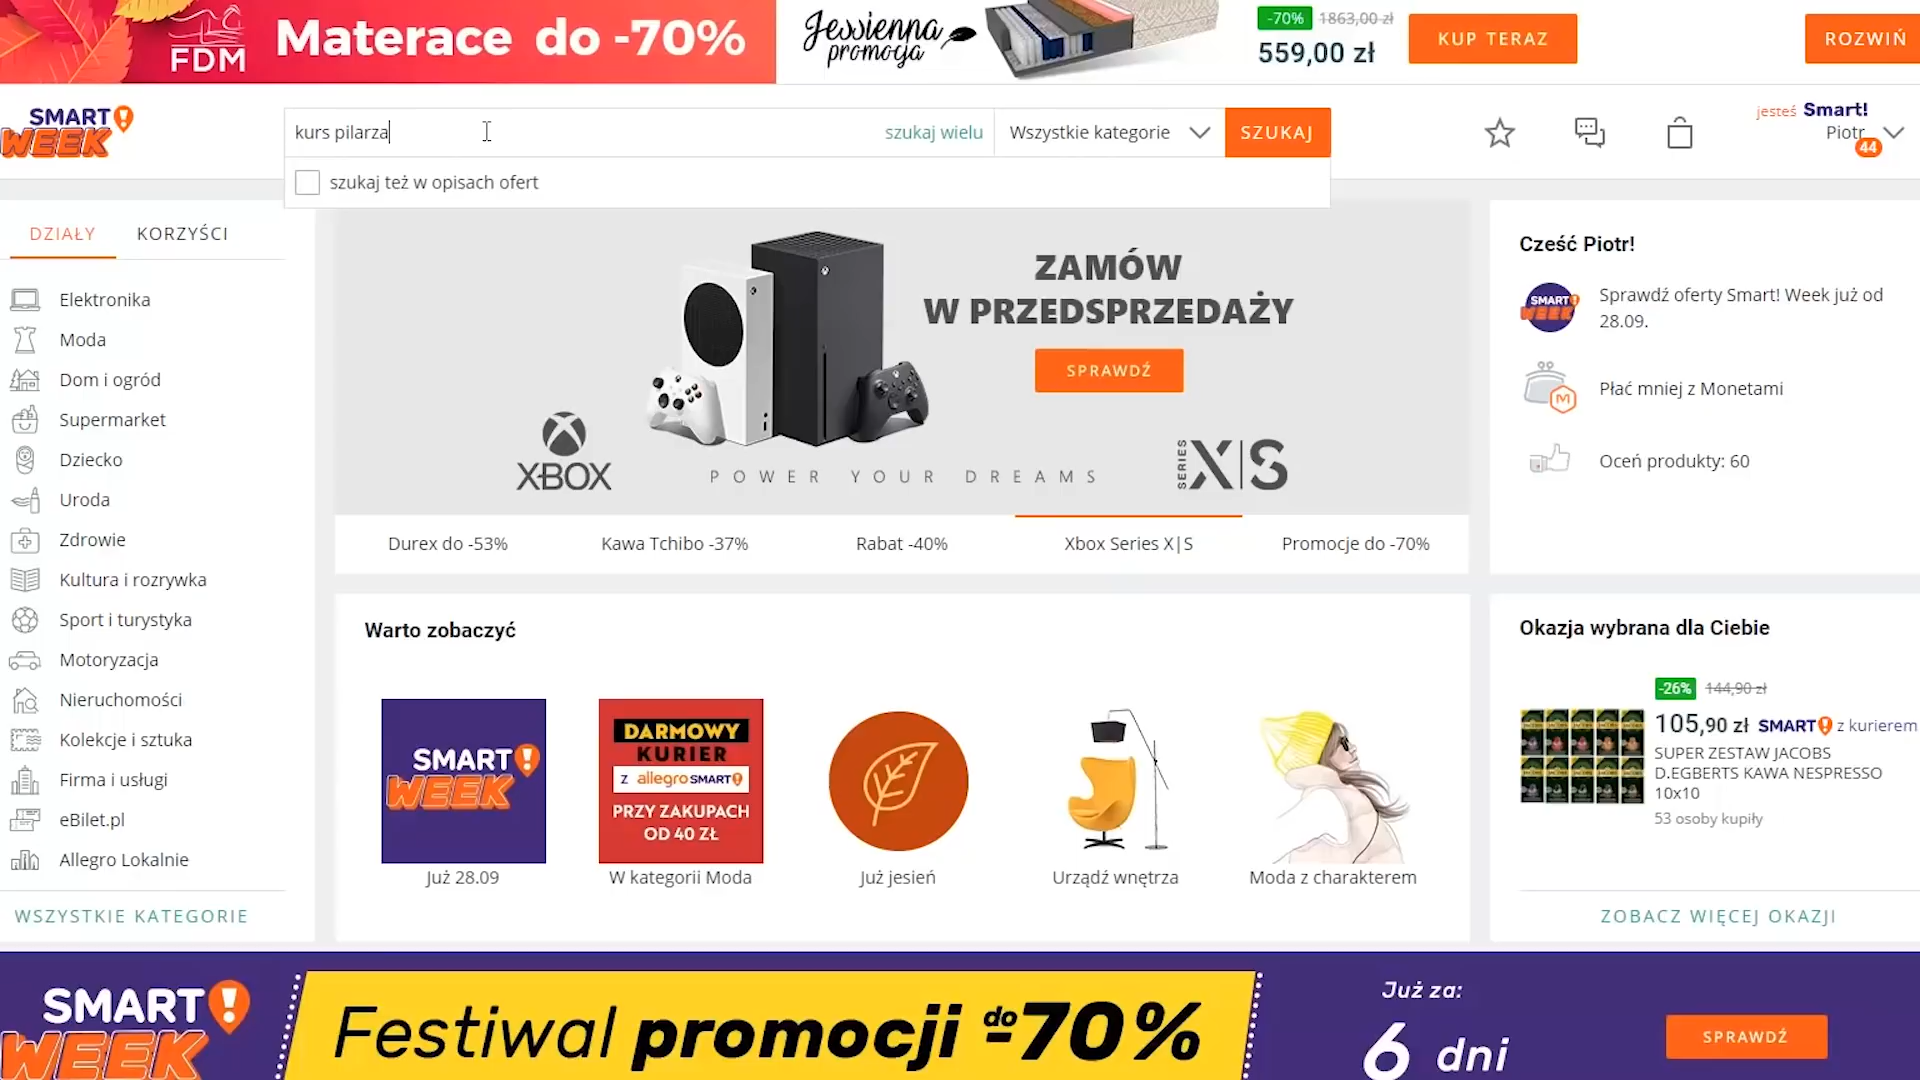 FDM
Materace do -70%
Jesienna
promocja
-70% 1863,00 zł
559,00 zł
KUP TERAZ
ROZWIŃ
SMART!
WEEK
kurs pilarza
szukaj wielu
Wszystkie kategorie
SZUKAJ
jesteś Smart!
Piotr
44
szukaj też w opisach ofert
DZIAŁY
KORZYŚCI
Elektronika
Moda
Dom i ogród
Supermarket
Dziecko
Uroda
Zdrowie
Kultura i rozrywka
Sport i turystyka
Motoryzacja
Nieruchomości
Kolekcje i sztuka
Firma i usługi
eBilet.pl
Allegro Lokalnie
WSZYSTKIE KATEGORIE
ZAMÓW
W PRZEDSPRZEDAŻY
SPRAWDŹ
XBOX
POWER YOUR DREAMS
SERIES X|S
Durex do -53%
Kawa Tchibo -37%
Rabat -40%
Xbox Series X|S
Promocje do -70%
Cześć Piotr!
SMART!
WEEK
Sprawdź oferty Smart! Week już od
28.09.
M
Płać mniej z Monetami
Oceń produkty: 60
Warto zobaczyć
SMART!
WEEK
Już 28.09
DARMOWY
KURIER
z allegro SMART!
PRZY ZAKUPACH
OD 40 ZŁ
W kategorii Moda
Już jesień
Urządź wnętrza
Moda z charakterem
Okazja wybrana dla Ciebie
-26% 144,90 zł
105,90 zł SMART! z kurierem
SUPER ZESTAW JACOBS
D.EGBERTS KAWA NESPRESSO
10x10
53 osoby kupiły
ZOBACZ WIĘCEJ OKAZJI
SMART!
WEEK
Festiwal promocji do -70%
Już za:
6 dni
SPRAWDŹ